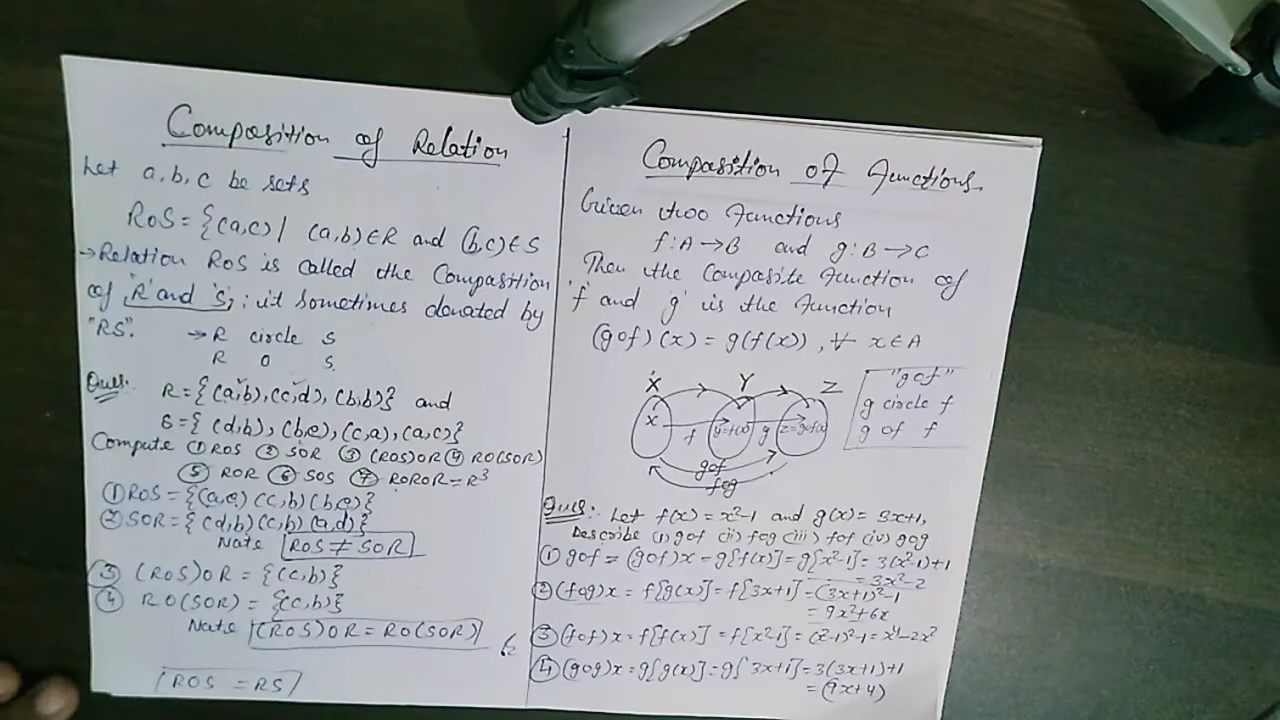 Composition of Relation
Let a, b, c be sets
RoS = {(a,c) | (a,b) ∈ R and (b,c) ∈ S
→ Relation RoS is called the Composition
of 'R' and 'S'; it sometimes donated by
"RS". → R circle S
R O S.
Ques:- R = {(a,b), (c,d), (b,b)} and
S = { (d,b), (b,e), (c,a), (a,c)}
Compute ① ROS ② SOR ③ (ROS)OR ④ RO(SOR)
⑤ ROR ⑥ SOS ⑦ ROROR = R³
① ROS = {(a,e) (c,b) (b,e)}
② SOR = { (d,b) (c,b) (a,d)}
Note ROS ≠ SOR
③ (ROS)OR = {(c,b)}
④ RO(SOR) = {(c,b)}
Note (ROS)OR = RO(SOR)
ROS = RS
Composition of Functions.
Given two Functions
f: A → B and g: B → C
Then the Composite Function of
'f' and 'g' is the Function
(gof)(x) = g(f(x)), ∀ x ∈ A
X Y Z
x f y=f(x) g z=gof(x)
gof
fog
"gof"
g circle f
g of f
Ques:- Let f(x) = x²-1 and g(x) = 3x+1,
Describe (i) gof (ii) fog (iii) fof (iv) gog
① gof = (gof)x = g[f(x)] = g[x²-1] = 3(x²-1)+1
= 3x²-2
② (fog)x = f[g(x)] = f[3x+1] = (3x+1)²-1
= 9x²+6x
③ (fof)x = f[f(x)] = f[x²-1] = (x²-1)²-1 = x⁴-2x²
④ (gog)x = g[g(x)] = g[3x+1] = 3(3x+1)+1
= (9x+4)